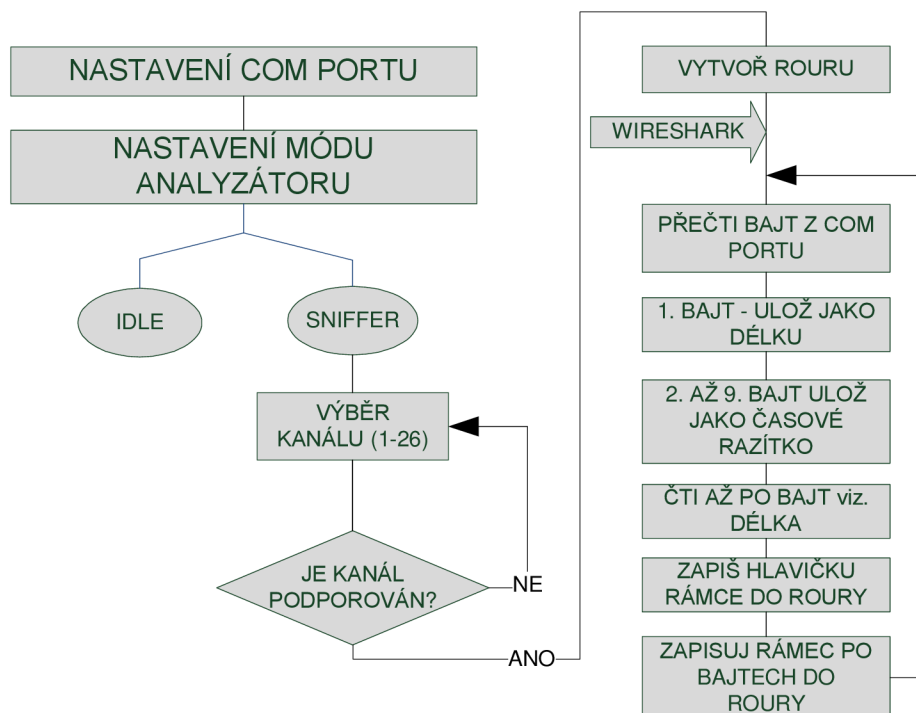 NASTAVENÍ COM PORTU
NASTAVENÍ MÓDU
ANALYZÁTORU
IDLE
SNIFFER
VÝBĚR
KANÁLU (1-26)
JE KANÁL
PODPOROVÁN?
NE
ANO
VYTVOŘ ROURU
WIRESHARK
PŘEČTI BAJT Z COM
PORTU
1. BAJT - ULOŽ JAKO
DÉLKU
2. AŽ 9. BAJT ULOŽ
JAKO ČASOVÉ
RAZÍTKO
ČTI AŽ PO BAJT viz.
DÉLKA
ZAPIŠ HLAVIČKU
RÁMCE DO ROURY
ZAPISUJ RÁMEC PO
BAJTECH DO
ROURY